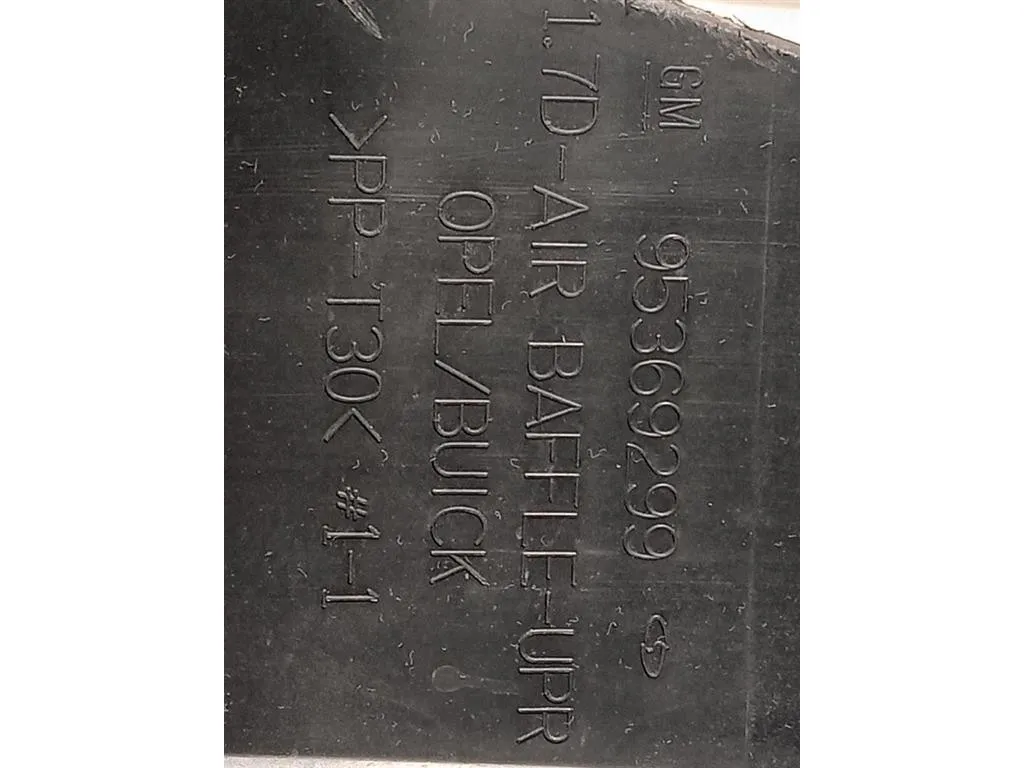 GM 95369299
1.7D-AIR BAFFLE-UPR
OPEL/BUICK
>PP-T30< #1-1